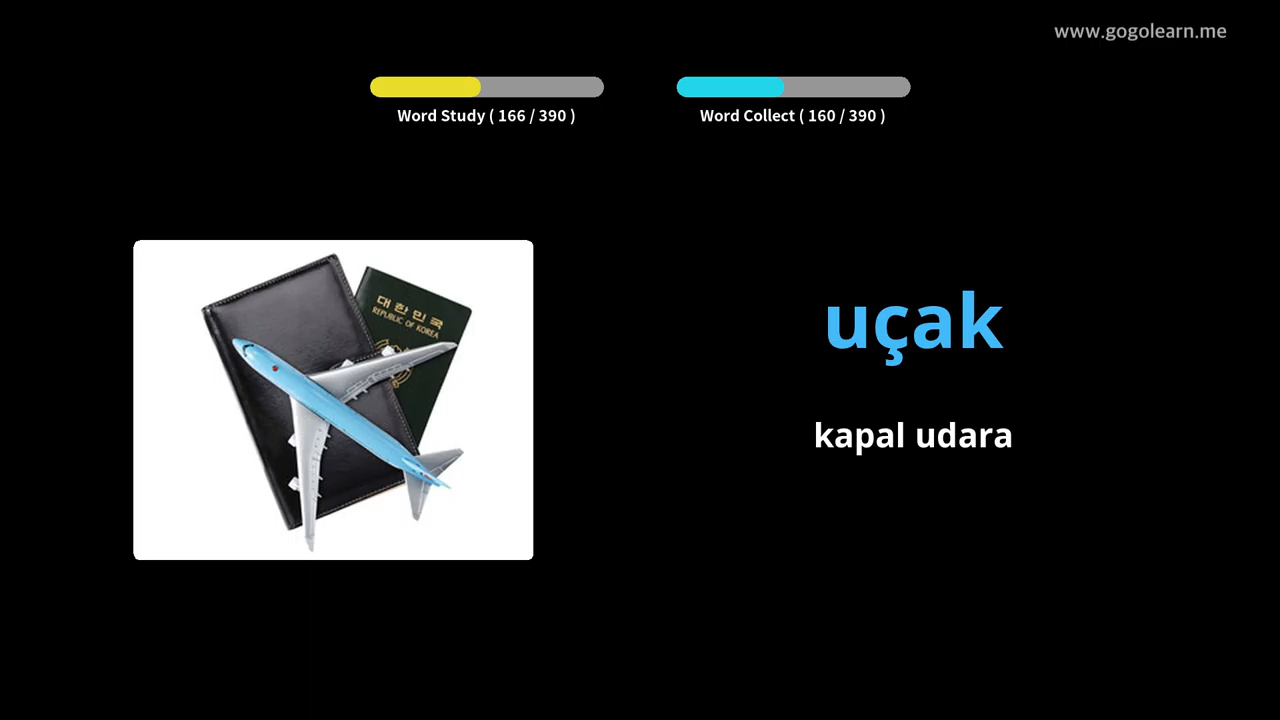 www.gogolearn.me
Word Study ( 166 / 390 )
Word Collect ( 160 / 390 )
대한민국
REPUBLIC OF KOREA
uçak
kapal udara